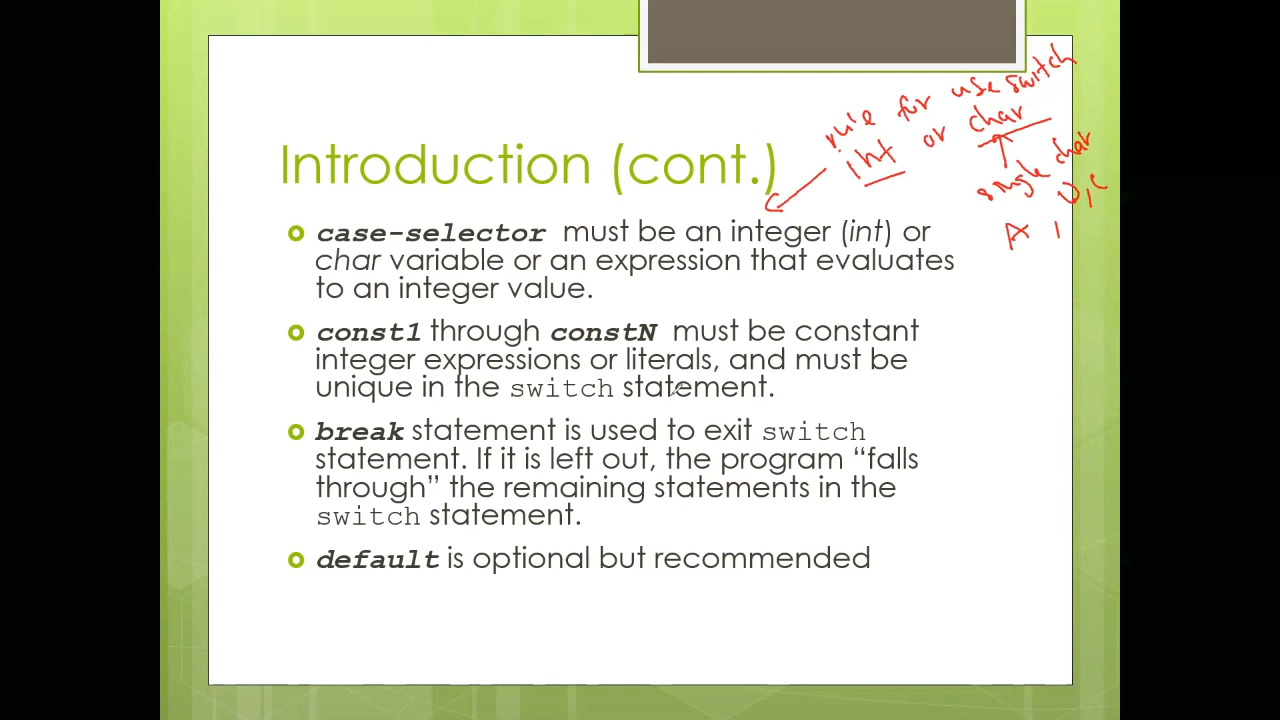 rule for use switch
int or char
single char
A
Introduction (cont.)
case-selector must be an integer (int) or
char variable or an expression that evaluates
to an integer value.
const1 through constN must be constant
integer expressions or literals, and must be
unique in the switch statement.
break statement is used to exit switch
statement. If it is left out, the program “falls
through” the remaining statements in the
switch statement.
default is optional but recommended